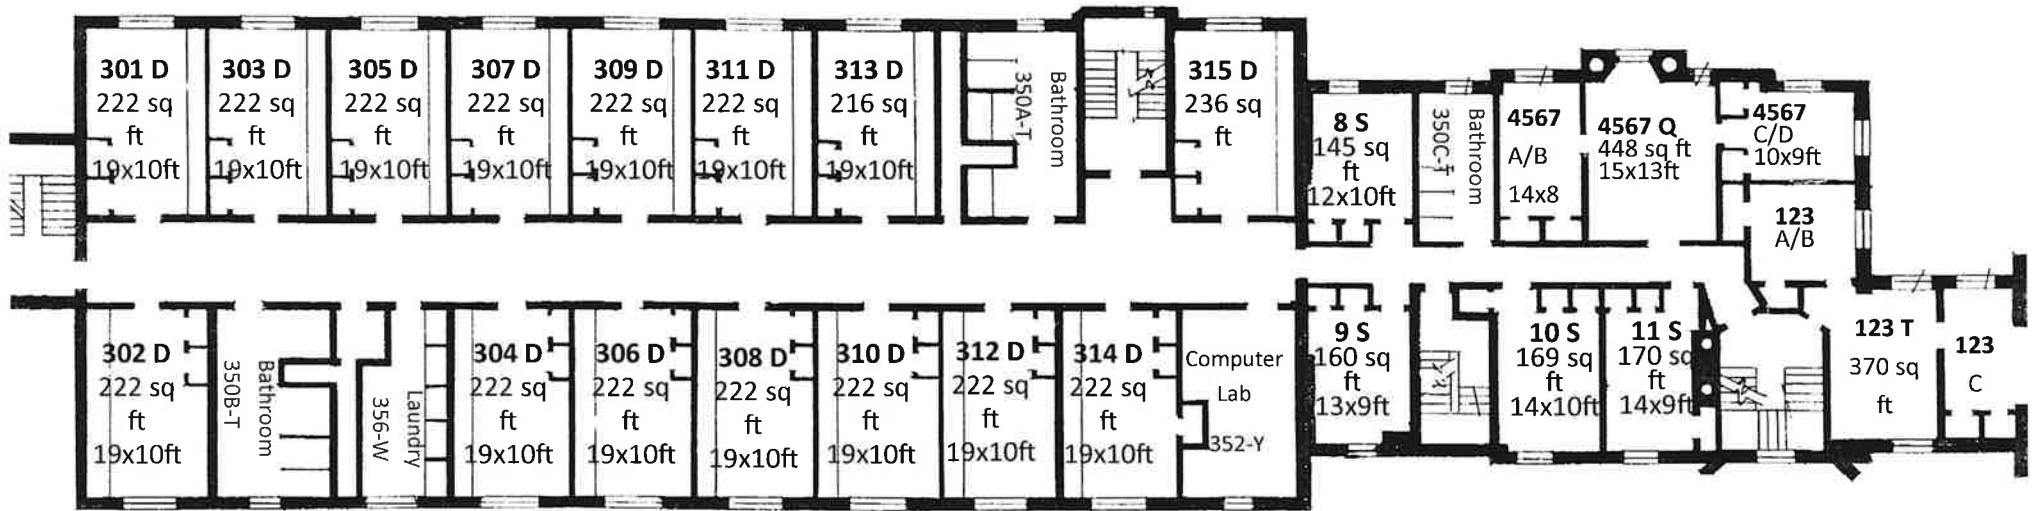 301 D
222 sq
ft
19x10ft
303 D
222 sq
ft
19x10ft
305 D
222 sq
ft
19x10ft
307 D
222 sq
ft
19x10ft
309 D
222 sq
ft
19x10ft
311 D
222 sq
ft
19x10ft
313 D
216 sq
ft
19x10ft
Bathroom
350A-T
315 D
236 sq
ft
8 S
145 sq
ft
12x10ft
Bathroom
350C-T
4567
A/B
14x8
4567 Q
448 sq ft
15x13ft
4567
C/D
10x9ft
123
A/B
302 D
222 sq
ft
19x10ft
Bathroom
350B-T
Laundry
356-W
304 D
222 sq
ft
19x10ft
306 D
222 sq
ft
19x10ft
308 D
222 sq
ft
19x10ft
310 D
222 sq
ft
19x10ft
312 D
222 sq
ft
19x10ft
314 D
222 sq
ft
19x10ft
Computer
Lab
352-Y
9 S
160 sq
ft
13x9ft
10 S
169 sq
ft
14x10ft
11 S
170 sq
ft
14x9ft
123 T
370 sq
ft
123
C